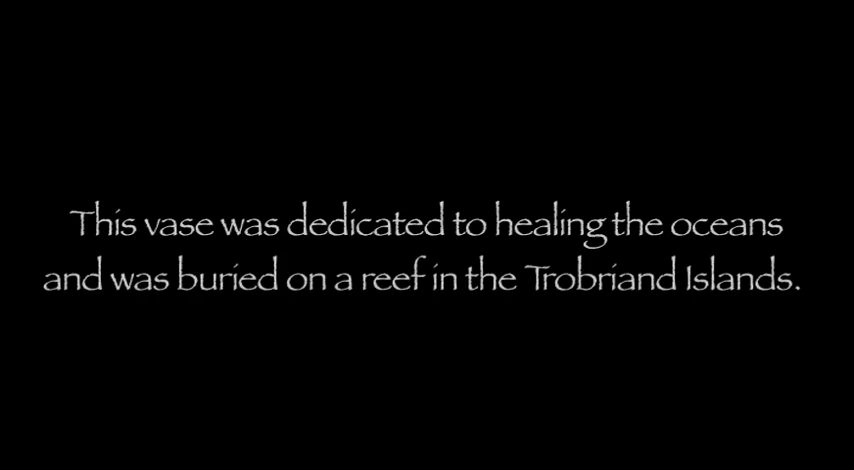 This vase was dedicated to healing the oceans
and was buried on a reef in the Trobriand Islands.